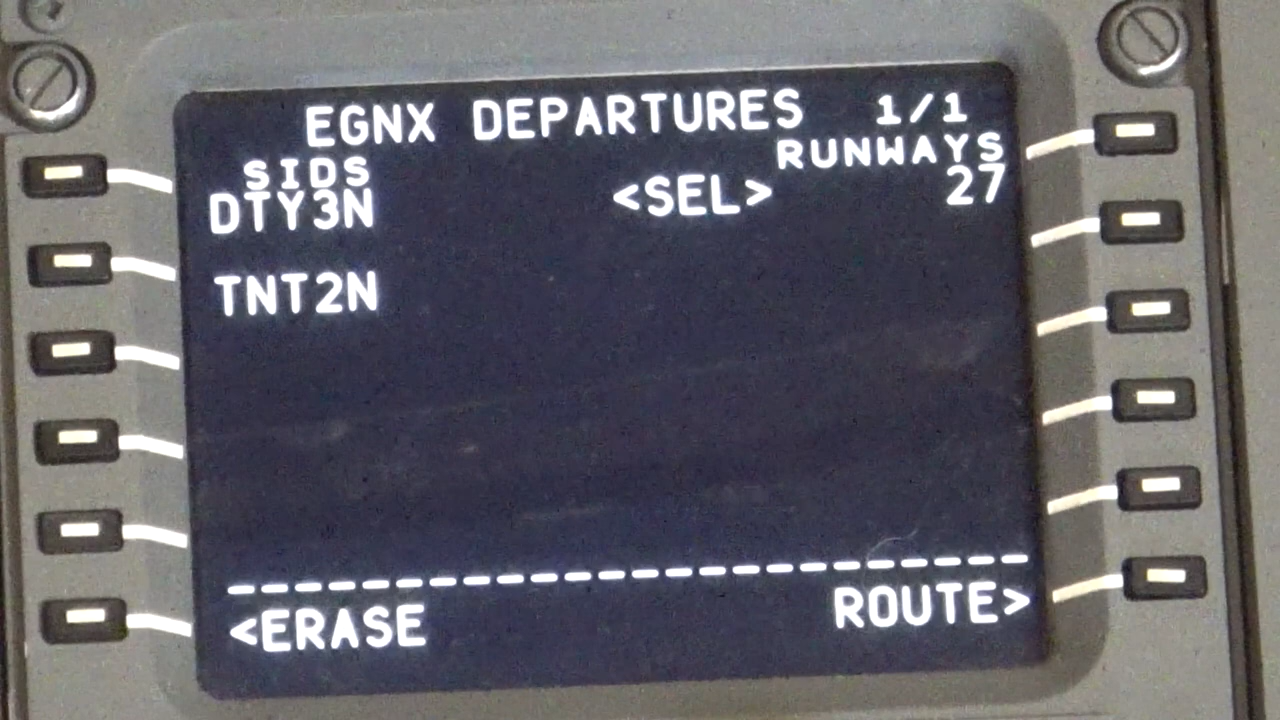 EGNX DEPARTURES 1/1
SIDS RUNWAYS
DTY3N <SEL> 27
TNT2N
------------------------
<ERASE ROUTE>